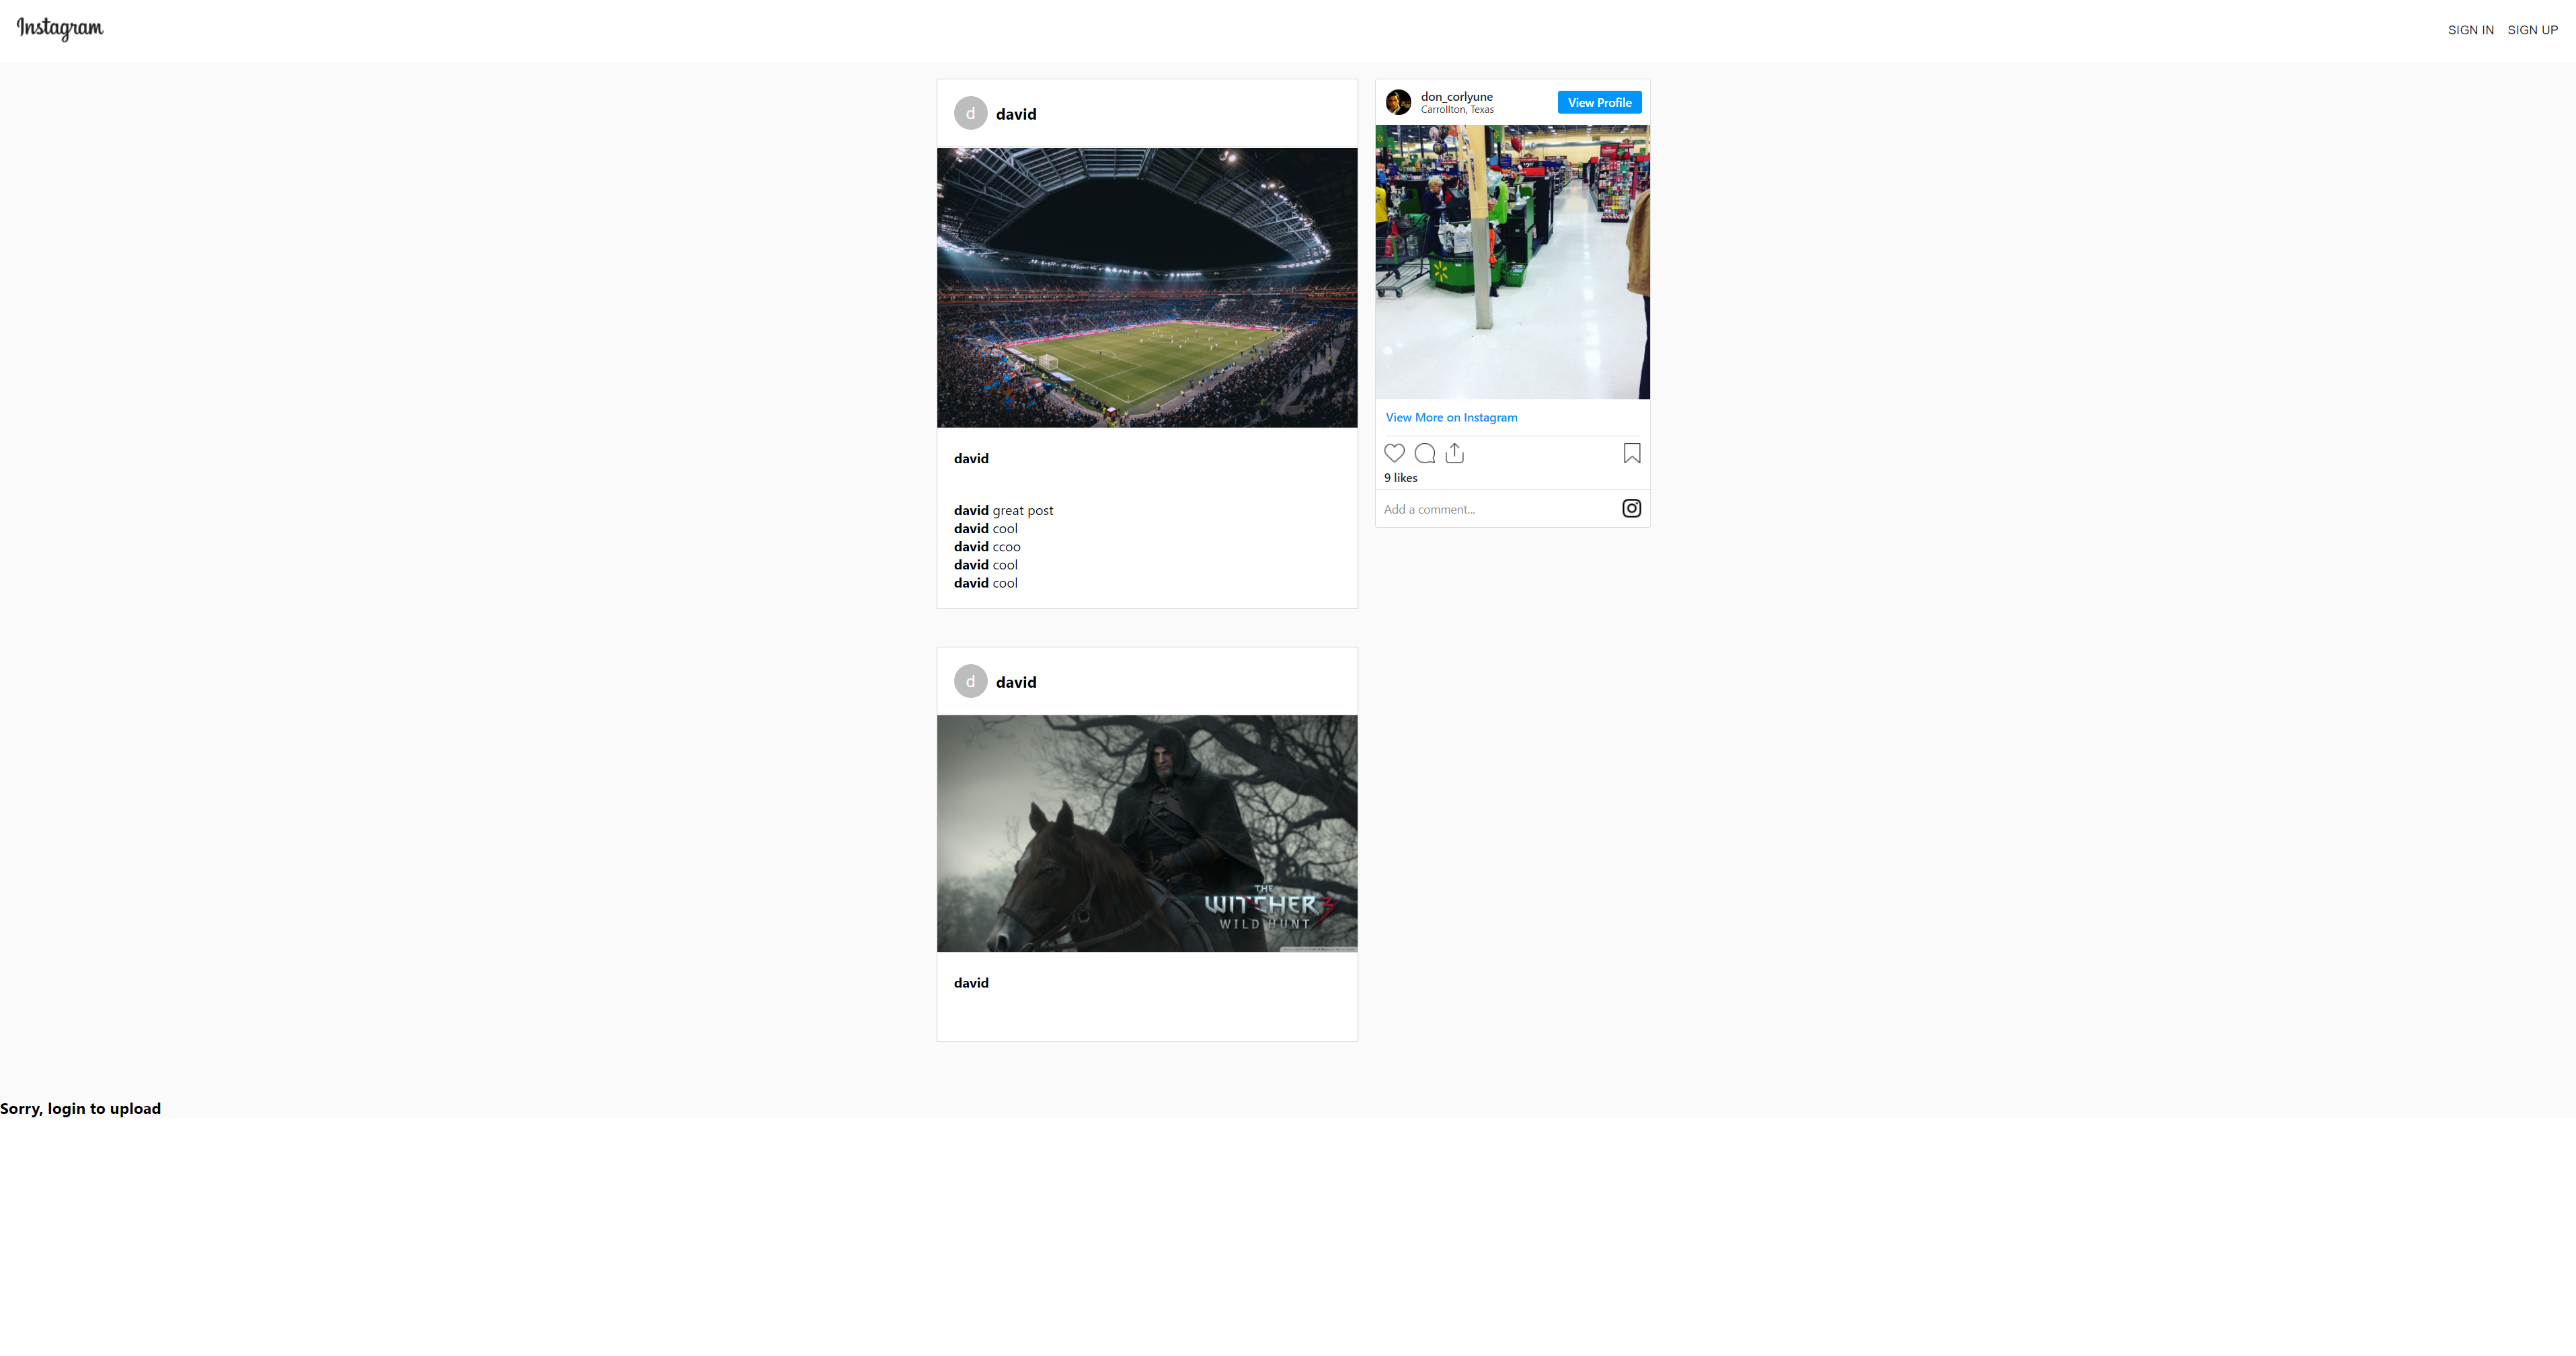 Instagram
SIGN IN SIGN UP
d david
david
david great post
david cool
david ccoo
david cool
david cool
don_corlyune
Carrollton, Texas
View Profile
View More on Instagram
9 likes
Add a comment...
d david
THE
WITCHER 3
WILD HUNT
david
Sorry, login to upload